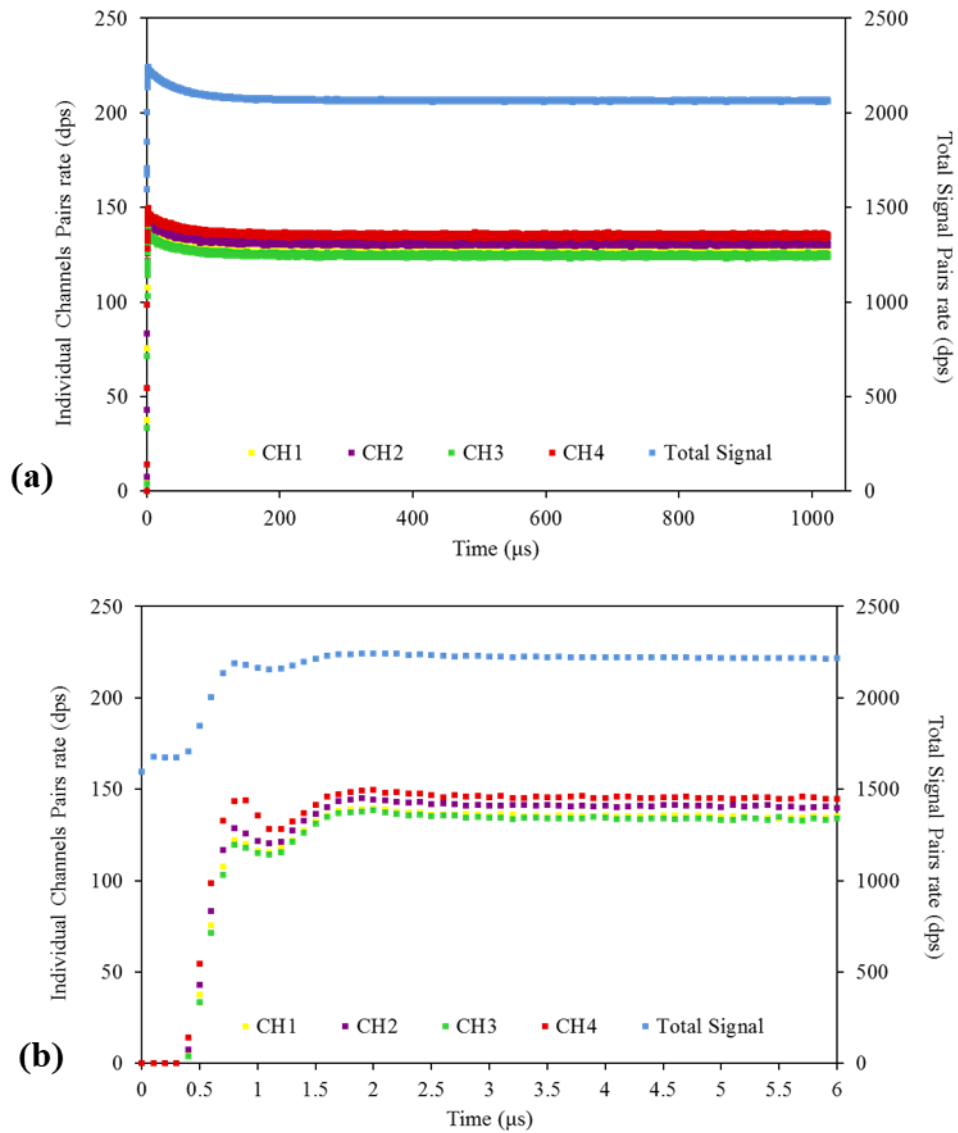 250
200
150
100
50
0
Individual Channels Pairs rate (dps)
2500
2000
1500
1000
500
0
Total Signal Pairs rate (dps)
CH1 CH2 CH3 CH4 Total Signal
(a)
0 200 400 600 800 1000
Time (μs)
250
200
150
100
50
0
Individual Channels Pairs rate (dps)
2500
2000
1500
1000
500
0
Total Signal Pairs rate (dps)
CH1 CH2 CH3 CH4 Total Signal
(b)
0 0.5 1 1.5 2 2.5 3 3.5 4 4.5 5 5.5 6
Time (μs)